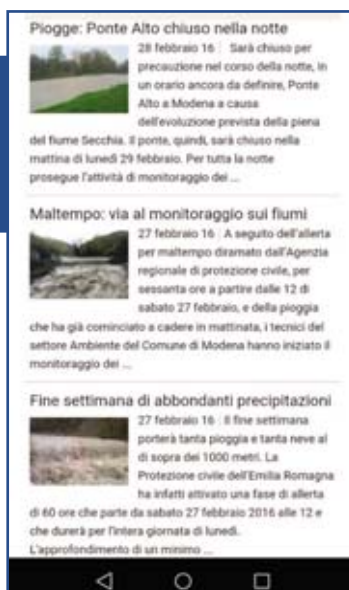 Piogge: Ponte Alto chiuso nella notte
28 febbraio 16 | Sarà chiuso per
precauzione nel corso della notte, in
un orario ancora da definire, Ponte
Alto a Modena a causa
dell'evoluzione prevista della piena
del fiume Secchia. Il ponte, quindi, sarà chiuso nella
mattina di lunedì 29 febbraio. Per tutta la notte
prosegue l'attività di monitoraggio dei ...
Maltempo: via al monitoraggio sui fiumi
27 febbraio 16 | A seguito dell'allerta
per maltempo diramato dall'Agenzia
regionale di protezione civile, per
sessanta ore a partire dalle 12 di
sabato 27 febbraio, e della pioggia
che ha già cominciato a cadere in mattinata, i tecnici del
settore Ambiente del Comune di Modena hanno iniziato il
monitoraggio dei ...
Fine settimana di abbondanti precipitazioni
27 febbraio 16 | Il fine settimana
porterà tanta pioggia e tanta neve al
di sopra dei 1000 metri. La
Protezione civile dell'Emilia Romagna
ha infatti attivato una fase di allerta
di 60 ore che parte da sabato 27 febbraio 2016 alle 12 e
che durerà per l'intera giornata di lunedì.
L'approfondimento di un minimo ...